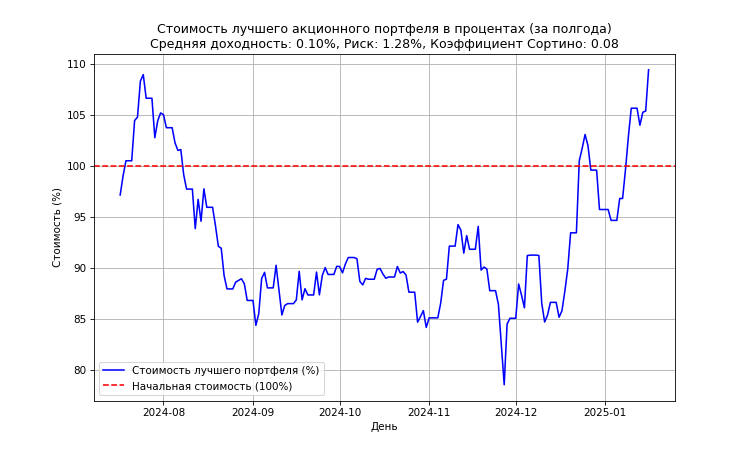 Стоимость лучшего акционного портфеля в процентах (за полгода)
Средняя доходность: 0.10%, Риск: 1.28%, Коэффициент Сортино: 0.08
110
105
100
95
90
85
80
Стоимость (%)
Стоимость лучшего портфеля (%)
Начальная стоимость (100%)
2024-08
2024-09
2024-10
2024-11
2024-12
2025-01
День